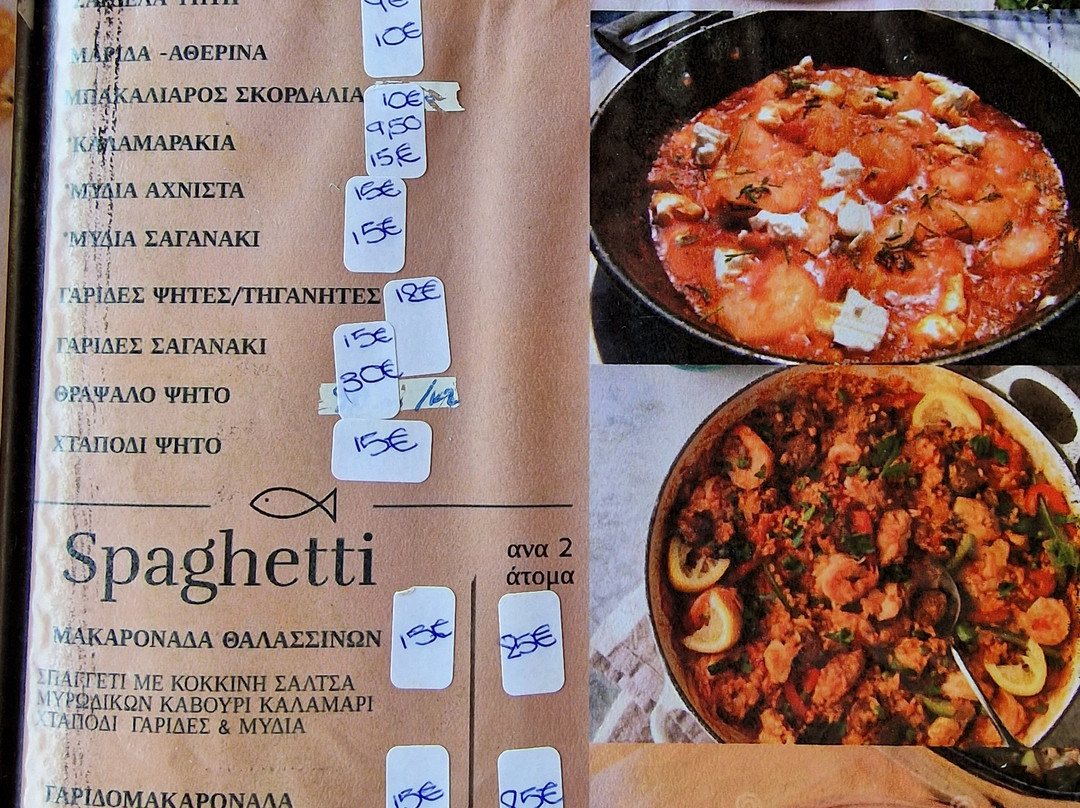 9€
10€
ΜΑΡΙΔΑ -ΑΘΕΡΙΝΑ
ΜΠΑΚΑΛΙΑΡΟΣ ΣΚΟΡΔΑΛΙΑ 10€
9,50
ΚΑΛΑΜΑΡΑΚΙΑ 15€
*ΜΥΔΙΑ ΑΧΝΙΣΤΑ 15€
*ΜΥΔΙΑ ΣΑΓΑΝΑΚΙ 15€
ΓΑΡΙΔΕΣ ΨΗΤΕΣ/ΤΗΓΑΝΗΤΕΣ 18€
ΓΑΡΙΔΕΣ ΣΑΓΑΝΑΚΙ 15€
ΘΡΑΨΑΛΟ ΨΗΤΟ 30€
ΧΤΑΠΟΔΙ ΨΗΤΟ 15€
Spaghetti
ανα 2
άτομα
ΜΑΚΑΡΟΝΑΔΑ ΘΑΛΑΣΣΙΝΩΝ 15€ 25€
ΣΠΑΓΓΕΤΙ ΜΕ ΚΟΚΚΙΝΗ ΣΑΛΤΣΑ
ΜΥΡΩΔΙΚΩΝ ΚΑΒΟΥΡΙ ΚΑΛΑΜΑΡΙ
ΧΤΑΠΟΔΙ ΓΑΡΙΔΕΣ & ΜΥΔΙΑ
ΓΑΡΙΔΟΜΑΚΑΡΟΝΑΔΑ 15€ 25€